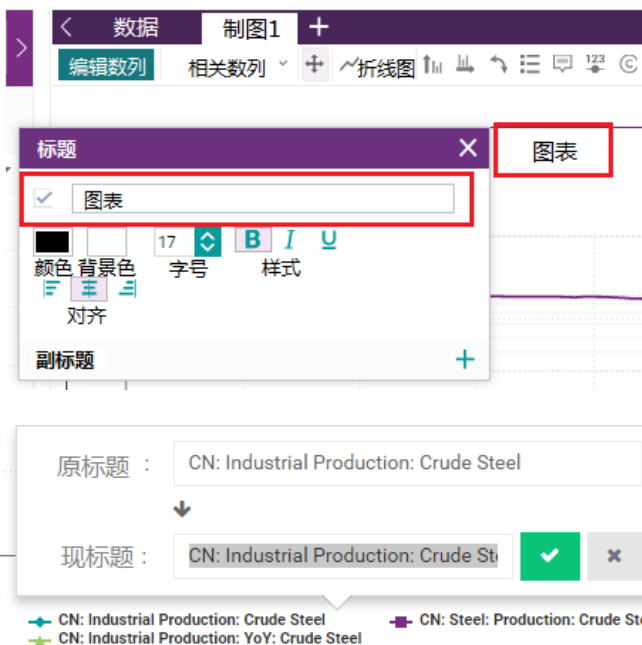 数据 制图1 +
编辑数列 相关数列 折线图 123 ©
标题
图表
图表
17 B I U
颜色 背景色 字号 样式
对齐
副标题 +
原标题 : CN: Industrial Production: Crude Steel
现标题 : CN: Industrial Production: Crude
CN: Industrial Production: Crude Steel CN: Steel: Production: Crude
CN: Industrial Production: YoY: Crude Steel